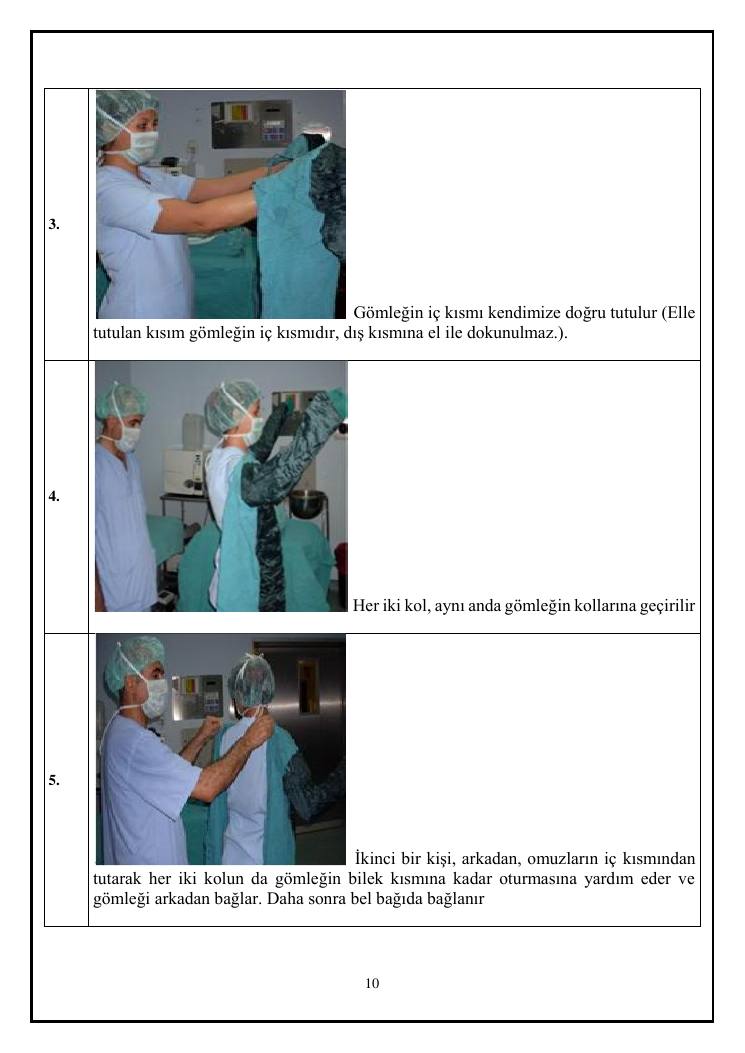 3.
Gömleğin iç kısmı kendimize doğru tutulur (Elle
tutulan kısım gömleğin iç kısmıdır, dış kısmına el ile dokunulmaz.).
4.
Her iki kol, aynı anda gömleğin kollarına geçirilir
5.
İkinci bir kişi, arkadan, omuzların iç kısmından
tutarak her iki kolun da gömleğin bilek kısmına kadar oturmasına yardım eder ve
gömleği arkadan bağlar. Daha sonra bel bağıda bağlanır
10